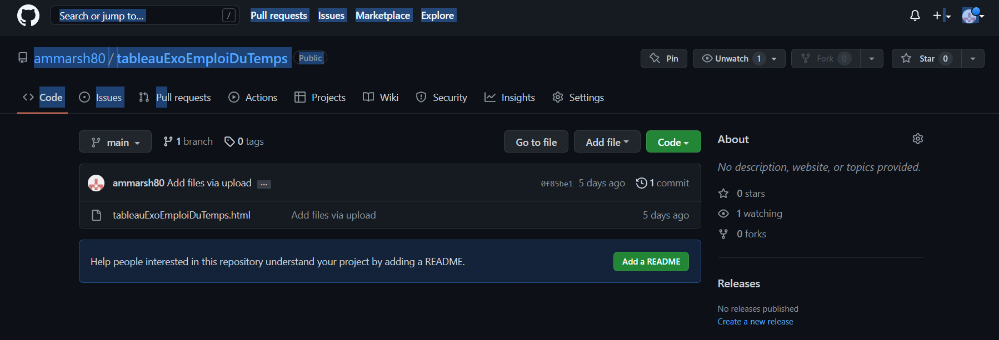 Search or jump to... / Pull requests Issues Marketplace Explore
ammarsh80 / tableauExoEmploiDuTemps Public Pin Unwatch 1 Fork 0 Star 0
Code Issues Pull requests Actions Projects Wiki Security Insights Settings
main 1 branch 0 tags Go to file Add file Code
ammarsh80 Add files via upload ... 0f85be1 5 days ago 1 commit
tableauExoEmploiDuTemps.html Add files via upload 5 days ago
Help people interested in this repository understand your project by adding a README. Add a README
About
No description, website, or topics provided.
0 stars
1 watching
0 forks
Releases
No releases published
Create a new release